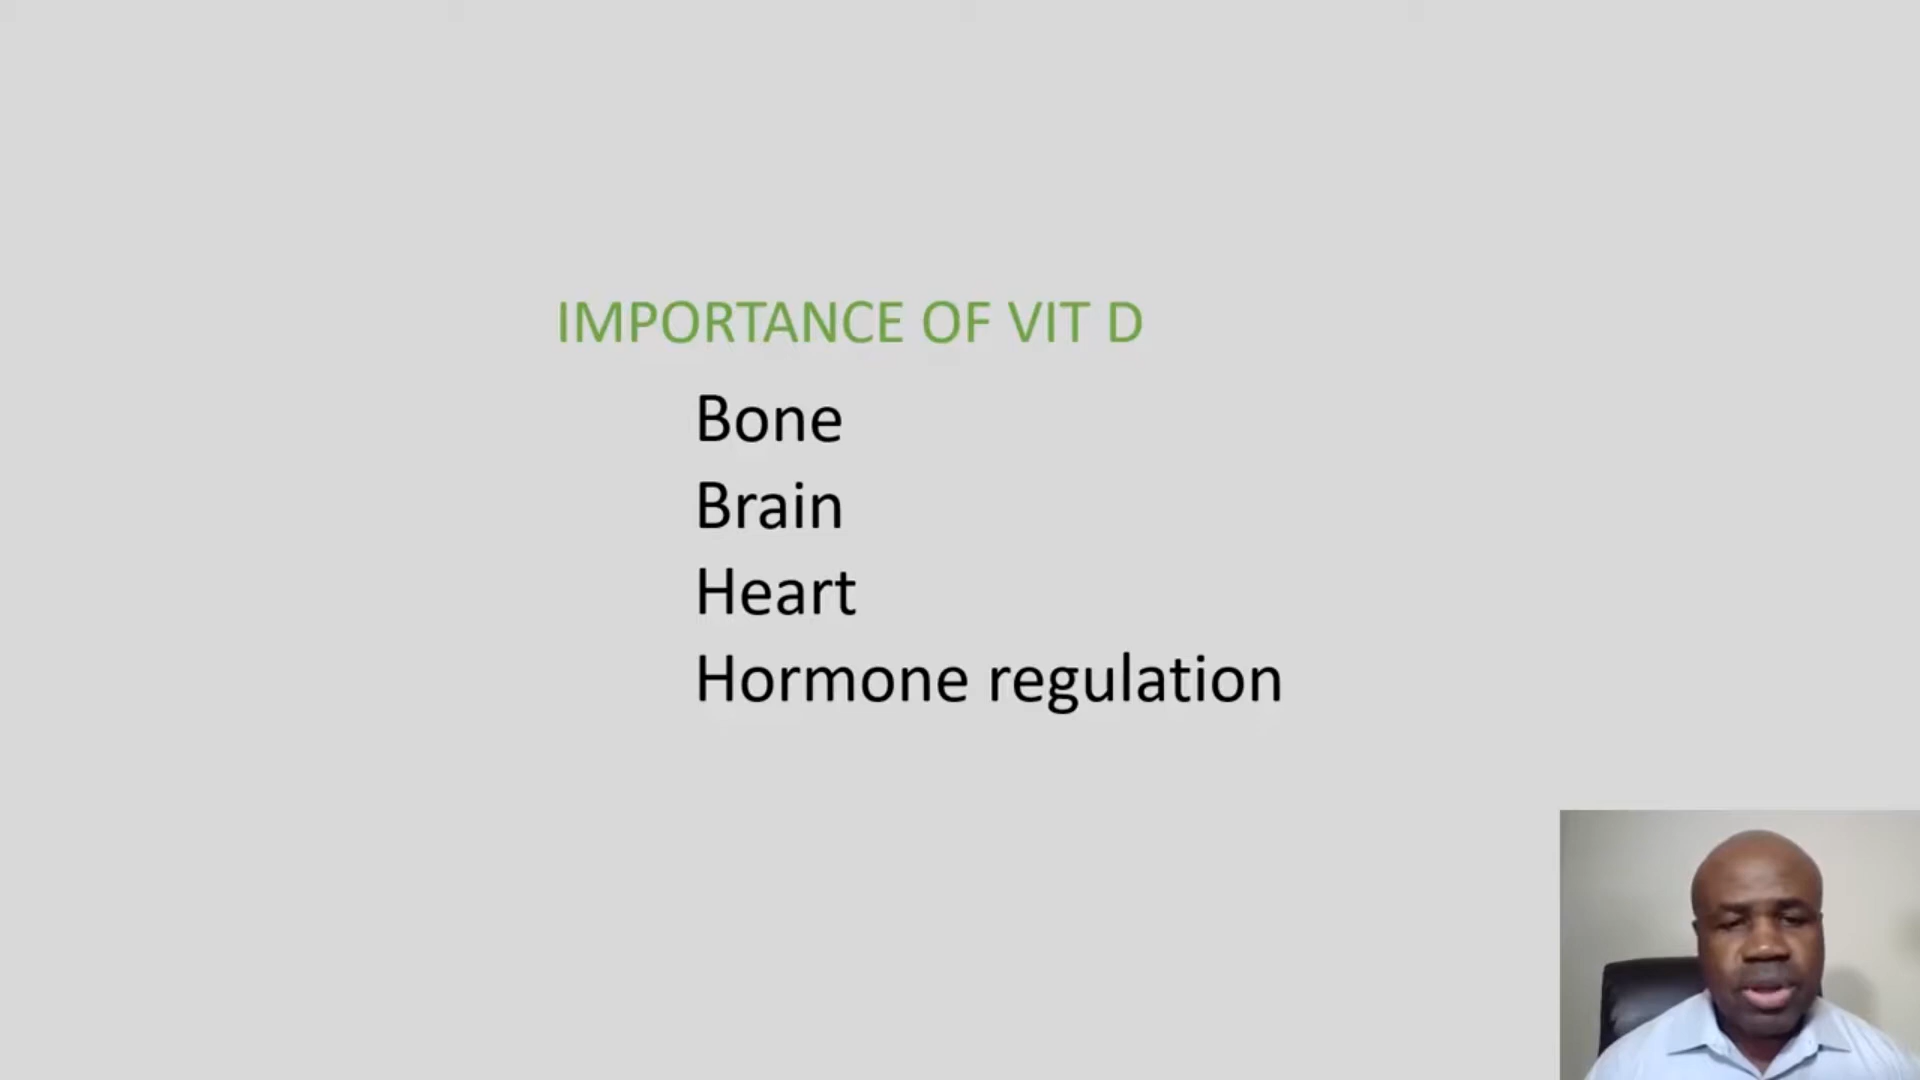 IMPORTANCE OF VIT D
Bone
Brain
Heart
Hormone regulation